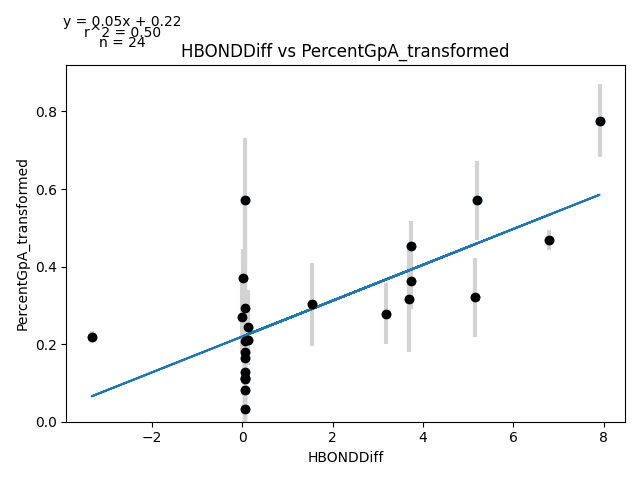 y = 0.05x + 0.22
r^2 = 0.50
n = 24
HBONDDiff vs PercentGpA_transformed
PercentGpA_transformed
0.8
0.6
0.4
0.2
0.0
−2
0
2
4
6
8
HBONDDiff